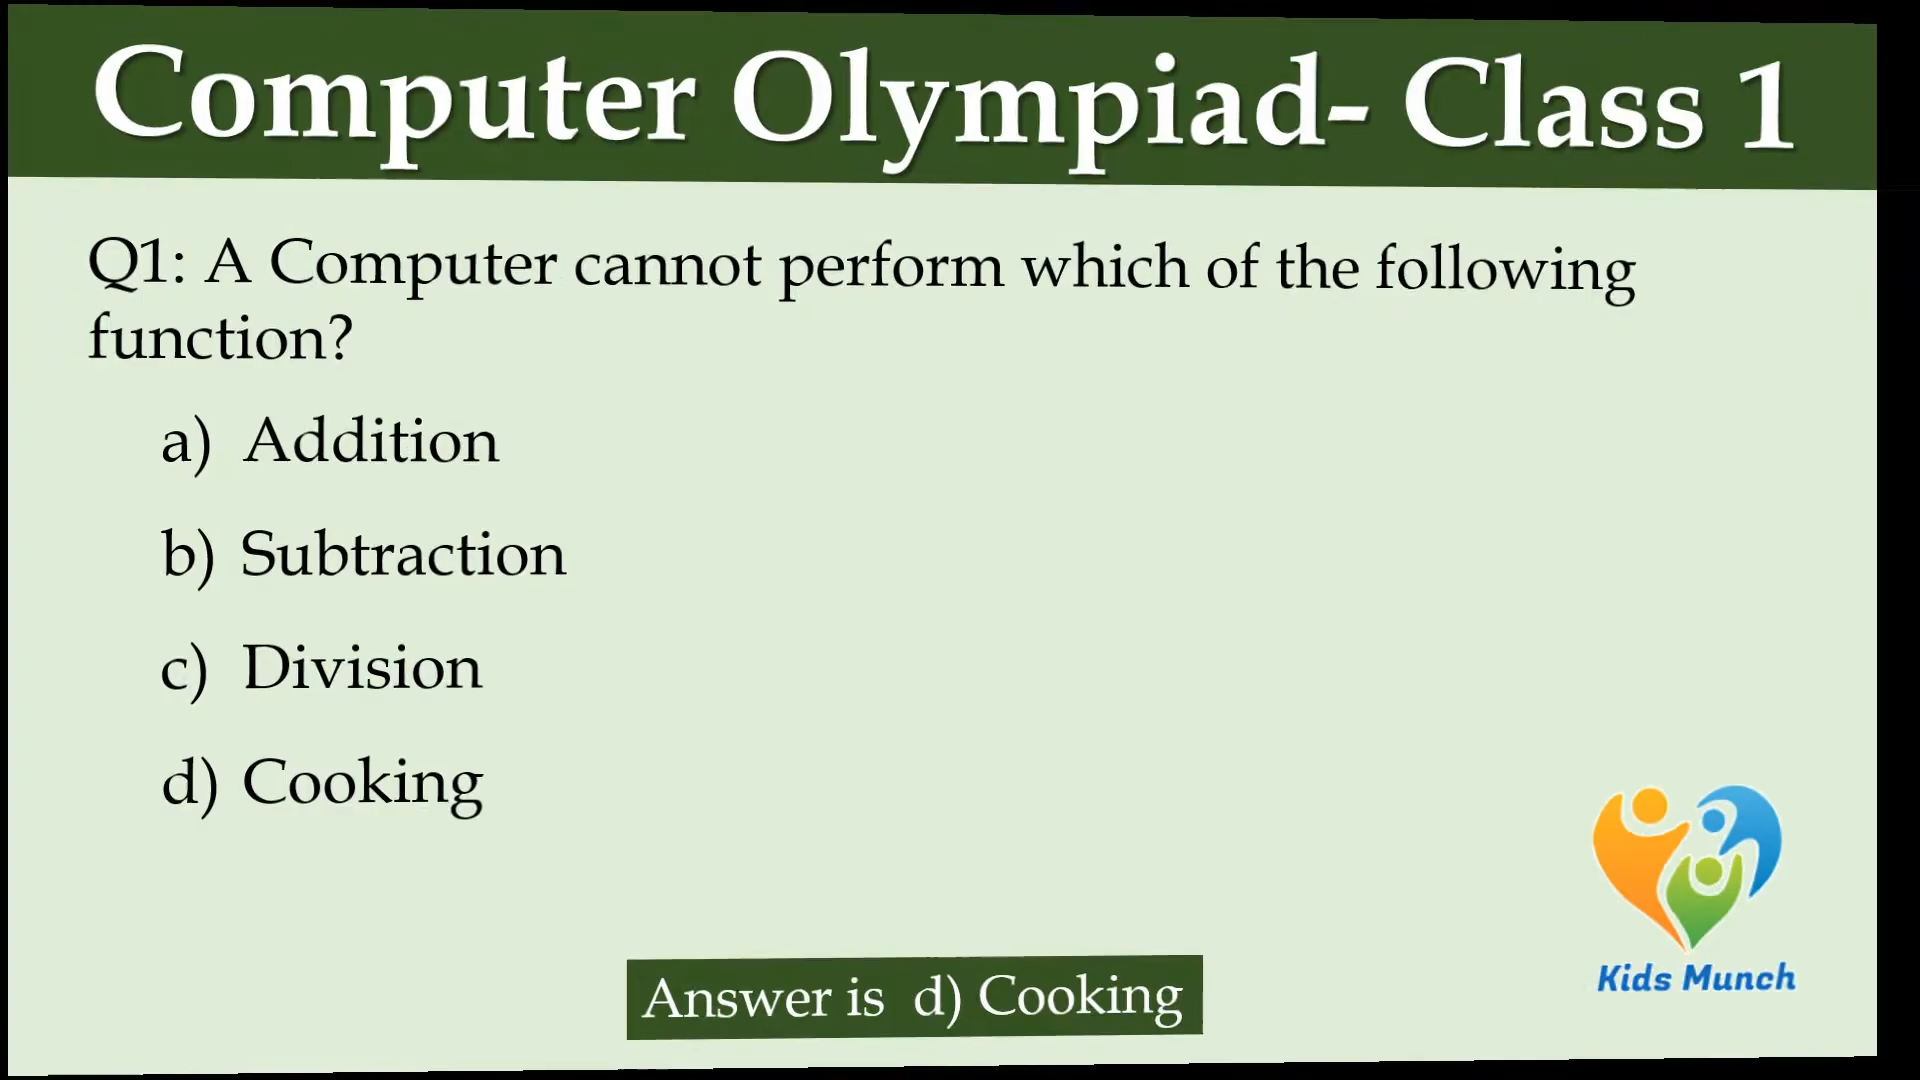 Computer Olympiad- Class 1
Q1: A Computer cannot perform which of the following
function?
a) Addition
b) Subtraction
c) Division
d) Cooking
Kids Munch
Answer is d) Cooking